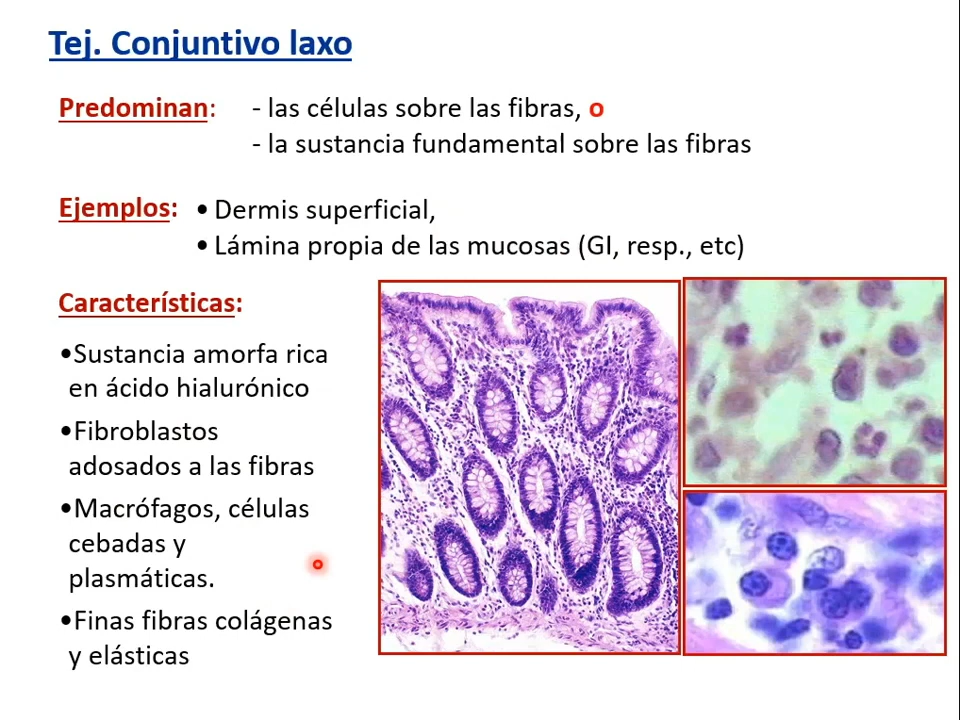 Tej. Conjuntivo laxo
Predominan: - las células sobre las fibras, o
- la sustancia fundamental sobre las fibras
Ejemplos: • Dermis superficial,
• Lámina propia de las mucosas (GI, resp., etc)
Características:
•Sustancia amorfa rica
en ácido hialurónico
•Fibroblastos
adosados a las fibras
•Macrófagos, células
cebadas y
plasmáticas.
•Finas fibras colágenas
y elásticas